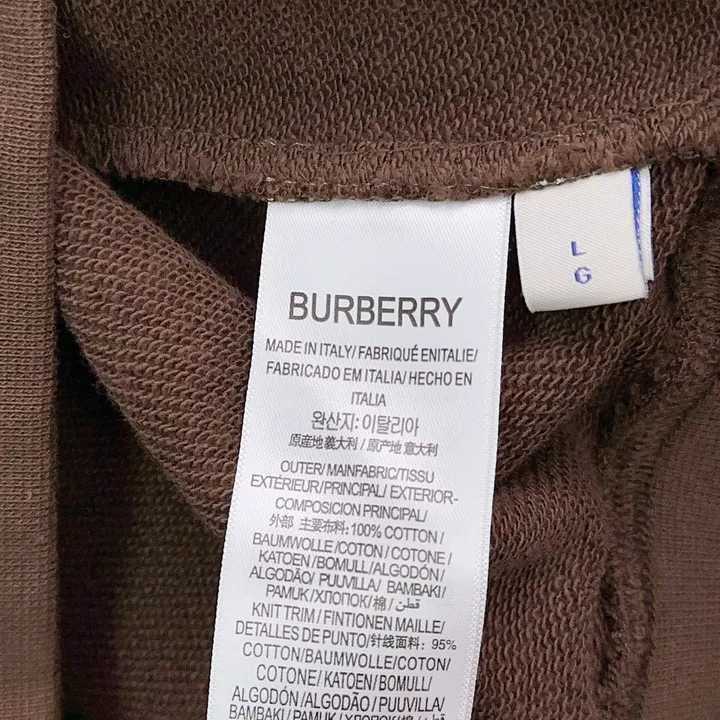 BURBERRY
MADE IN ITALY/ FABRIQUÉ ENITALIE/
FABRICADO EM ITALIA/ HECHO EN
ITALIA
완산지: 이탈리아
原産地義大利 / 原产地 意大利
OUTER/ MAINFABRIC/TISSU
EXTÉRIEUR/PRINCIPAL/ EXTERIOR-
COMPOSICION PRINCIPAL/
外部 主要布料: 100% COTTON/
BAUMWOLLE/COTON/ COTONE/
KATOEN/BOMULL/ALGODÓN/
ALGODÃO PUUVILLA/ BAMBAKI/
PAMUK/ХЛОПОК/棉/ قطن/
KNIT TRIM / FINTIONEN MAILLE/
DETALLES DE PUNTO/针线面料: 95%
COTTON/BAUMWOLLE/COTON/
COTONE/ KATOEN/ BOMULL/
ALGODÓN/ALGODÃO/ PUUVILLA/
BAMBAKI/ PAMUK / ХЛОПОК/ 棉/
L
G